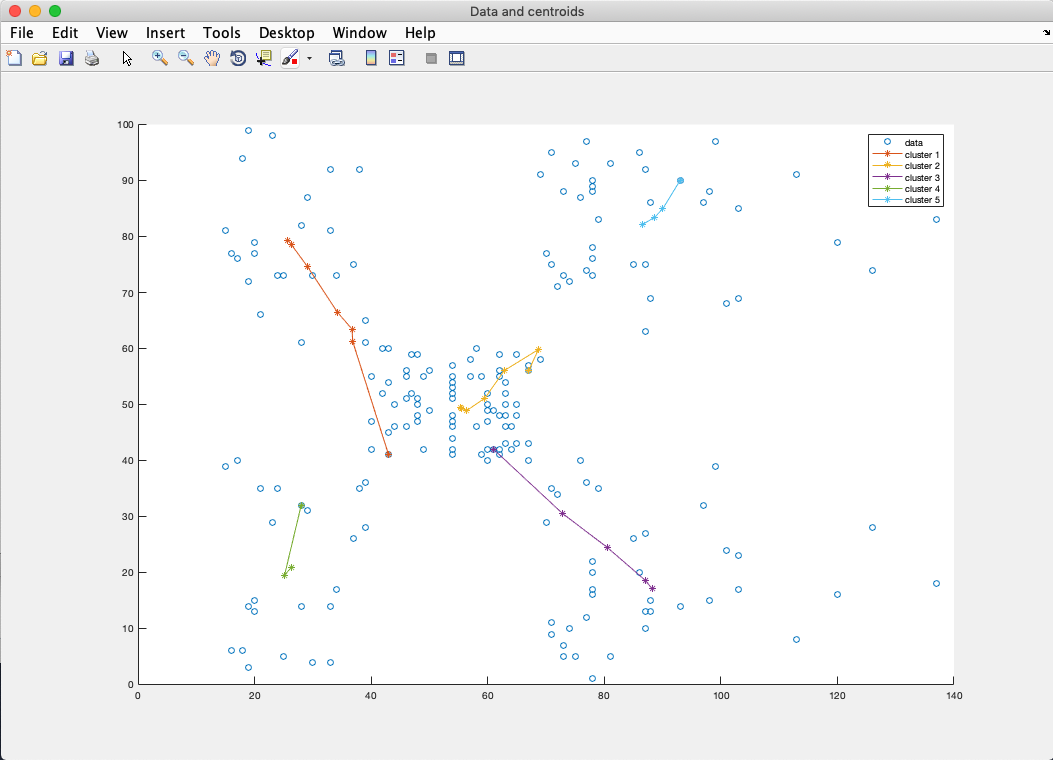 Data and centroids
File Edit View Insert Tools Desktop Window Help
100
90
80
70
60
50
40
30
20
10
0
0 20 40 60 80 100 120 140
data
cluster 1
cluster 2
cluster 3
cluster 4
cluster 5